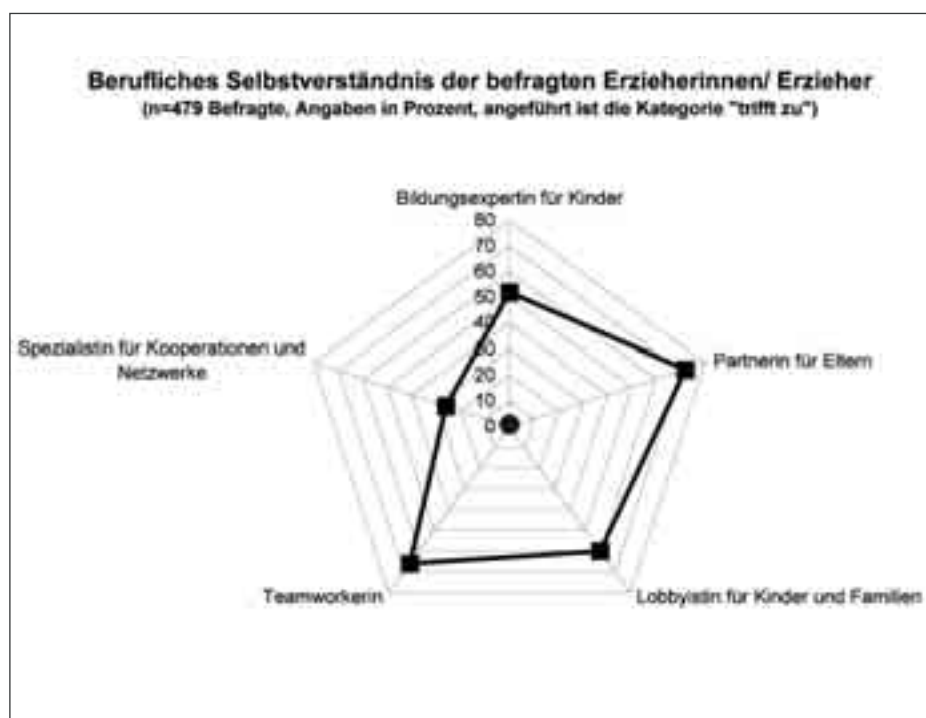 Berufliches Selbstverständnis der befragten Erzieherinnen/ Erzieher
(n=479 Befragte, Angaben in Prozent, angeführt ist die Kategorie "trifft zu")
Bildungsexpertin für Kinder
80
70
60
50
40
30
20
10
0
Spezialistin für Kooperationen und
Netzwerke
Partnerin für Eltern
Teamworkerin
Lobbyistin für Kinder und Familien